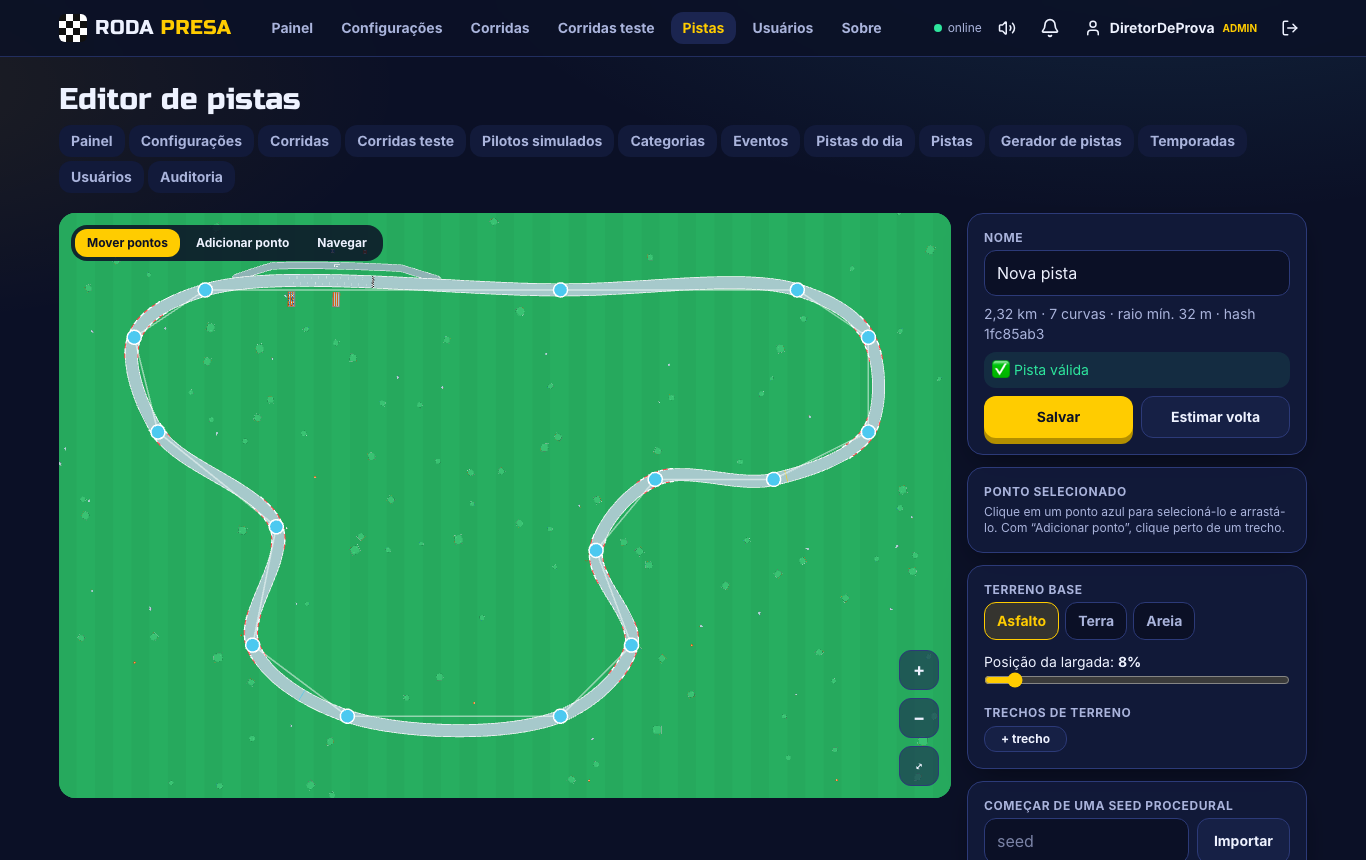 RODA PRESA
Painel
Configurações
Corridas
Corridas teste
Pistas
Usuários
Sobre
online
DiretorDeProva ADMIN
Editor de pistas
Painel
Configurações
Corridas
Corridas teste
Pilotos simulados
Categorias
Eventos
Pistas do dia
Pistas
Gerador de pistas
Temporadas
Usuários
Auditoria
Mover pontos
Adicionar ponto
Navegar
+
−
NOME
Nova pista
2,32 km · 7 curvas · raio mín. 32 m · hash
1fc85ab3
Pista válida
Salvar
Estimar volta
PONTO SELECIONADO
Clique em um ponto azul para selecioná-lo e arrastá-
lo. Com “Adicionar ponto”, clique perto de um trecho.
TERRENO BASE
Asfalto
Terra
Areia
Posição da largada: 8%
TRECHOS DE TERRENO
+ trecho
COMEÇAR DE UMA SEED PROCEDURAL
seed
Importar